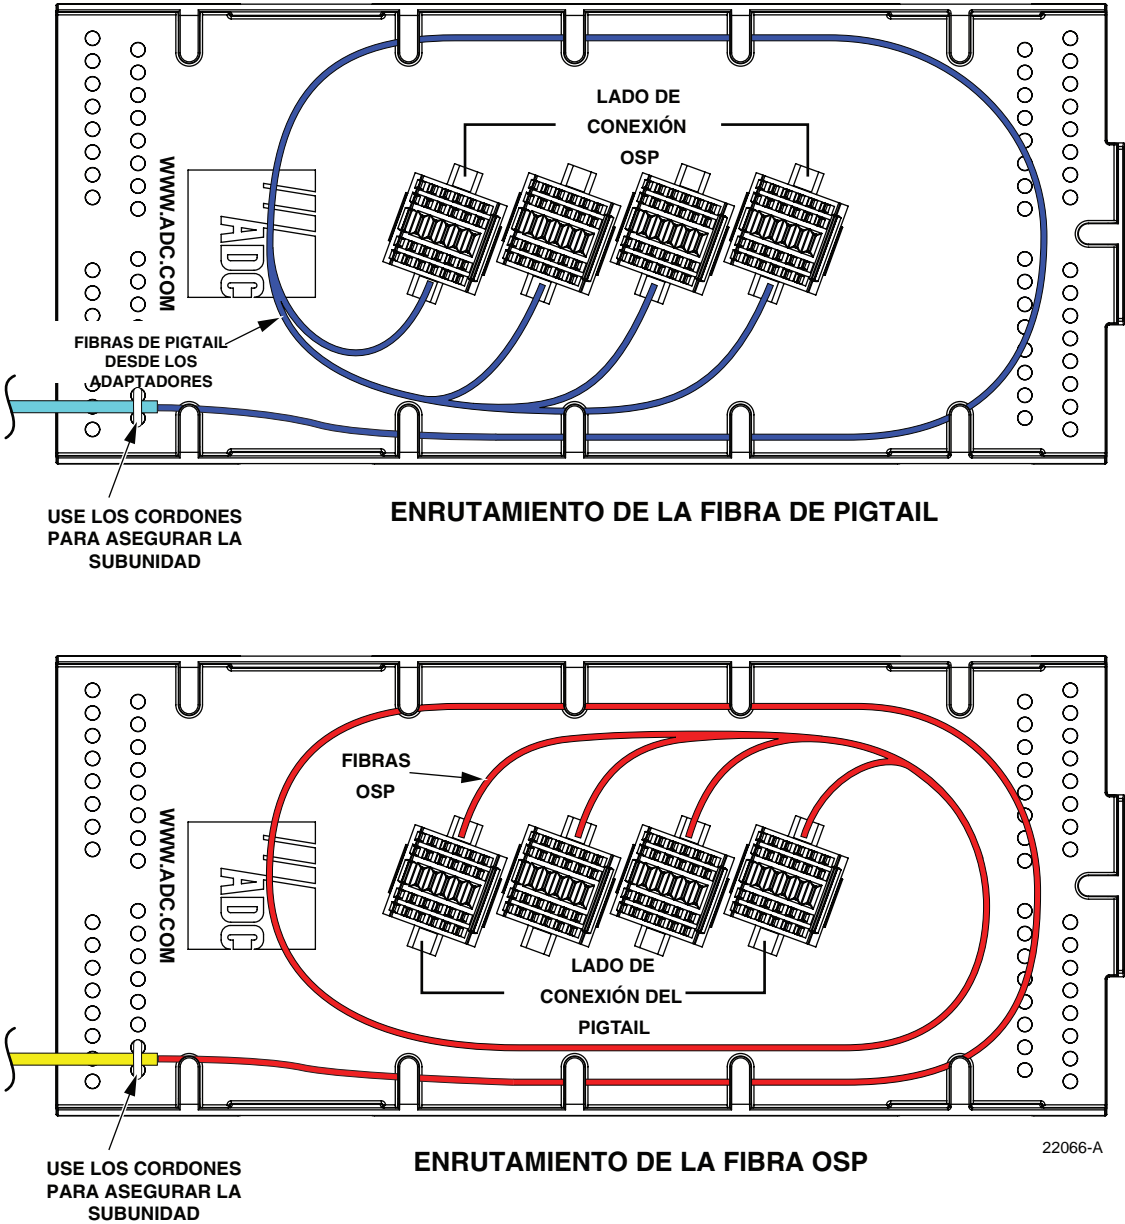 LADO DE
CONEXIÓN
OSP
WWW.ADC.COM
ADC
FIBRAS DE PIGTAIL
DESDE LOS
ADAPTADORES
USE LOS CORDONES
PARA ASEGURAR LA
SUBUNIDAD
ENRUTAMIENTO DE LA FIBRA DE PIGTAIL
FIBRAS
OSP
WWW.ADC.COM
ADC
LADO DE
CONEXIÓN DEL
PIGTAIL
USE LOS CORDONES
PARA ASEGURAR LA
SUBUNIDAD
ENRUTAMIENTO DE LA FIBRA OSP
22066-A